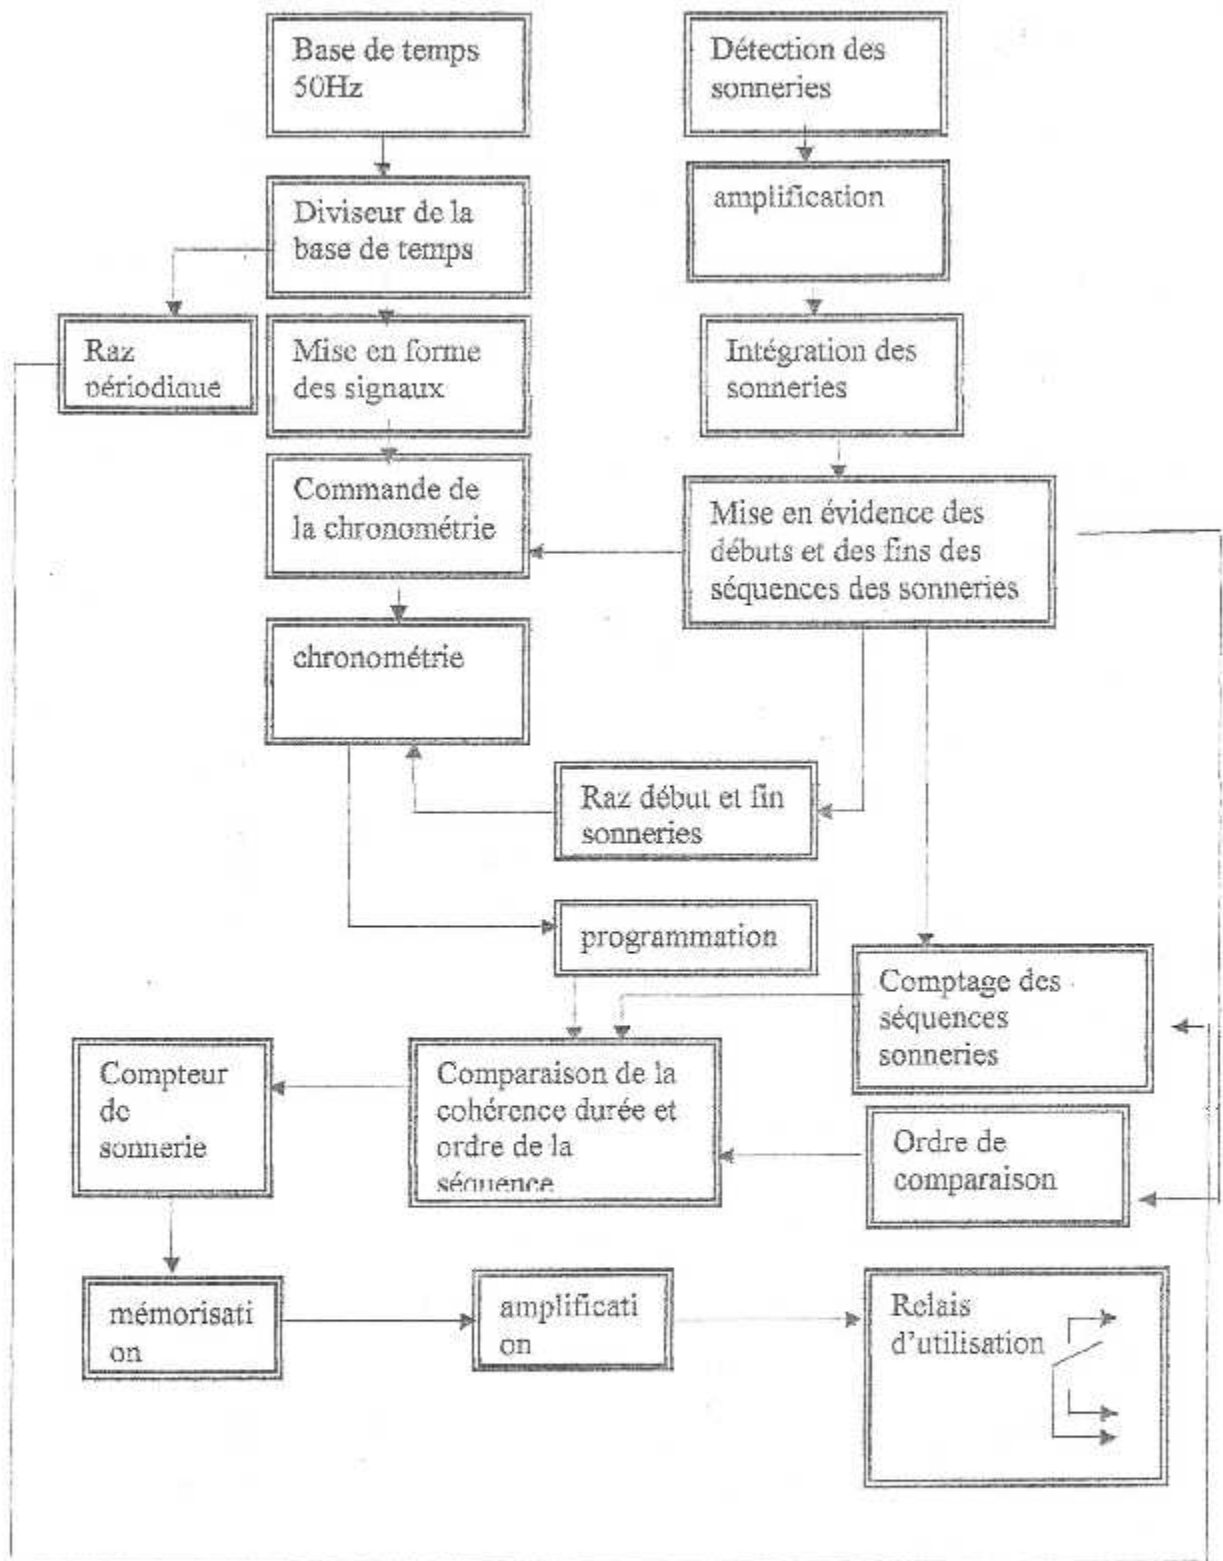 Base de temps
50Hz
Détection des
sonneries
Diviseur de la
base de temps
amplification
Raz
périodique
Mise en forme
des signaux
Intégration des
sonneries
Commande de
la chronométrie
Mise en évidence des
débuts et des fins des
séquences des sonneries
chronométrie
Raz début et fin
sonneries
programmation
Comptage des
séquences
sonneries
Compteur
de
sonnerie
Comparaison de la
cohérence durée et
ordre de la
séquence
Ordre de
comparaison
mémorisati
on
amplificati
on
Relais
d'utilisation